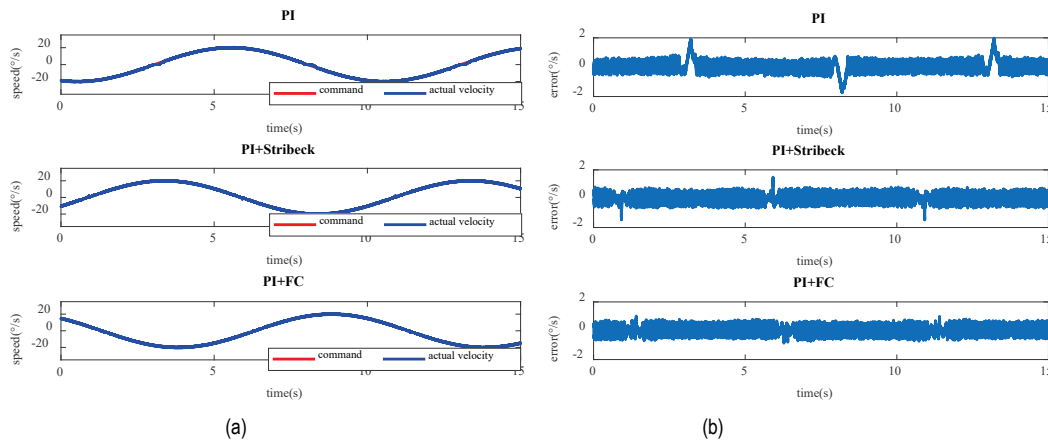 PI
speed(°/s)
20
0
-20
command
actual velocity
0
5
10
15
time(s)
PI+Stribeck
speed(°/s)
20
0
-20
command
actual velocity
0
5
10
15
time(s)
PI+FC
speed(°/s)
20
0
-20
command
actual velocity
0
5
10
15
time(s)
(a)
PI
error(°/s)
2
0
-2
0
5
10
15
time(s)
PI+Stribeck
error(°/s)
2
0
-2
0
5
10
15
time(s)
PI+FC
error(°/s)
2
0
-2
0
5
10
15
time(s)
(b)